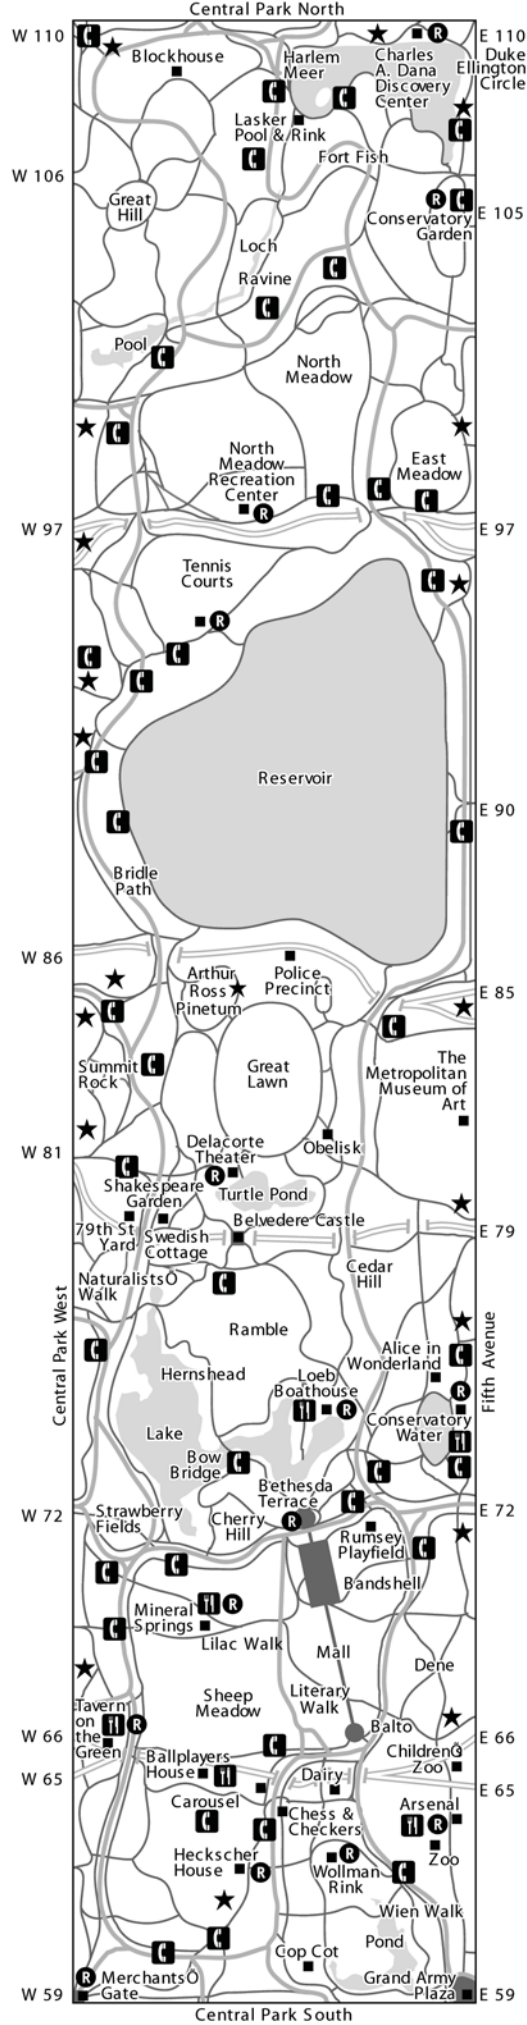 Central Park North
W 110
E 110
Blockhouse
Harlem
Meer
Charles
A. Dana
Discovery
Center
Duke
Ellington
Circle
Lasker
Pool & Rink
Fort Fish
W 106
Great
Hill
E 105
Conservatory
Garden
Loch
Ravine
Pool
North
Meadow
North
Meadow
Recreation
Center
East
Meadow
W 97
E 97
Tennis
Courts
Reservoir
E 90
Bridle
Path
W 86
Arthur
Ross
Pinetum
Police
Precinct
E 85
Summit
Rock
Great
Lawn
The
Metropolitan
Museum of
Art
W 81
Delacorte
Theater
Obelisk
Shakespeare
Garden
Turtle Pond
79th St
Yard
Swedish
Cottage
Belvedere Castle
E 79
Cedar
Hill
NaturalistsÕ
Walk
Central Park West
Ramble
Hernshead
Alice in
Wonderland
Fifth Avenue
Loeb
Boathouse
Conservatory
Water
Lake
Bow
Bridge
Bethesda
Terrace
W 72
E 72
Strawberry
Fields
Cherry
Hill
Rumsey
Playfield
Bandshell
Mineral
Springs
Lilac Walk
Mall
Dene
Sheep
Meadow
Literary
Walk
Tavern
on
the
Green
Balto
W 66
E 66
ChildrenÕs
Zoo
Ballplayers
House
W 65
Dairy
E 65
Carousel
Chess &
Checkers
Arsenal
Zoo
Heckscher
House
Wollman
Rink
Wien Walk
Pond
Cop Cot
MerchantsÕ
Gate
Grand Army
Plaza
W 59
E 59
Central Park South